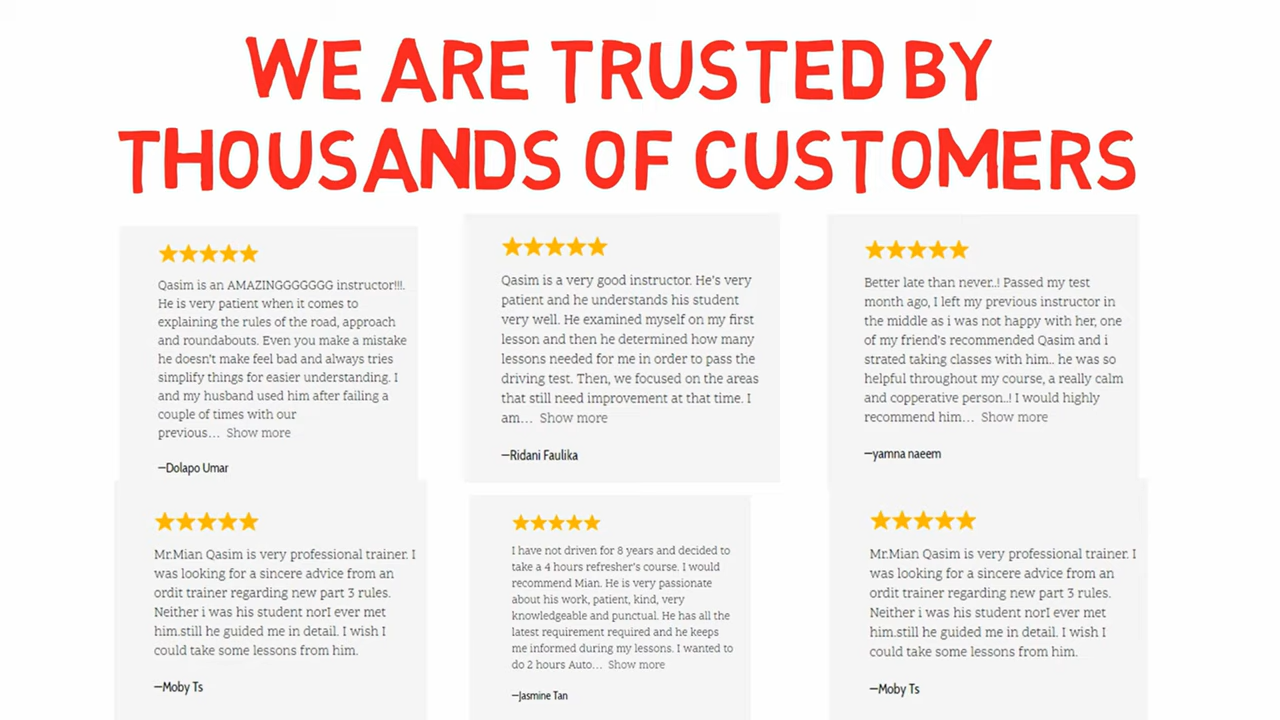 WE ARE TRUSTED BY
THOUSANDS OF CUSTOMERS
Qasim is an AMAZINGGGGGGG instructor!!!.
He is very patient when it comes to
explaining the rules of the road, approach
and roundabouts. Even you make a mistake
he doesn't make feel bad and always tries
simplify things for easier understanding. I
and my husband used him after failing a
couple of times with our
previous... Show more
—Dolapo Umar
Qasim is a very good instructor. He's very
patient and he understands his student
very well. He examined myself on my first
lesson and then he determined how many
lessons needed for me in order to pass the
driving test. Then, we focused on the areas
that still need improvement at that time. I
am... Show more
—Ridani Faulika
Better late than never..! Passed my test
month ago, I left my previous instructor in
the middle as i was not happy with her, one
of my friend's recommended Qasim and i
strated taking classes with him.. he was so
helpful throughout my course, a really calm
and copperative person..! I would highly
recommend him... Show more
—yamna naeem
Mr.Mian Qasim is very professional trainer. I
was looking for a sincere advice from an
ordit trainer regarding new part 3 rules.
Neither i was his student norI ever met
him.still he guided me in detail. I wish I
could take some lessons from him.
—Moby Ts
I have not driven for 8 years and decided to
take a 4 hours refresher's course. I would
recommend Mian. He is very passionate
about his work, patient, kind, very
knowledgeable and punctual. He has all the
latest requirement required and he keeps
me informed during my lessons. I wanted to
do 2 hours Auto... Show more
—Jasmine Tan
Mr.Mian Qasim is very professional trainer. I
was looking for a sincere advice from an
ordit trainer regarding new part 3 rules.
Neither i was his student norI ever met
him.still he guided me in detail. I wish I
could take some lessons from him.
—Moby Ts